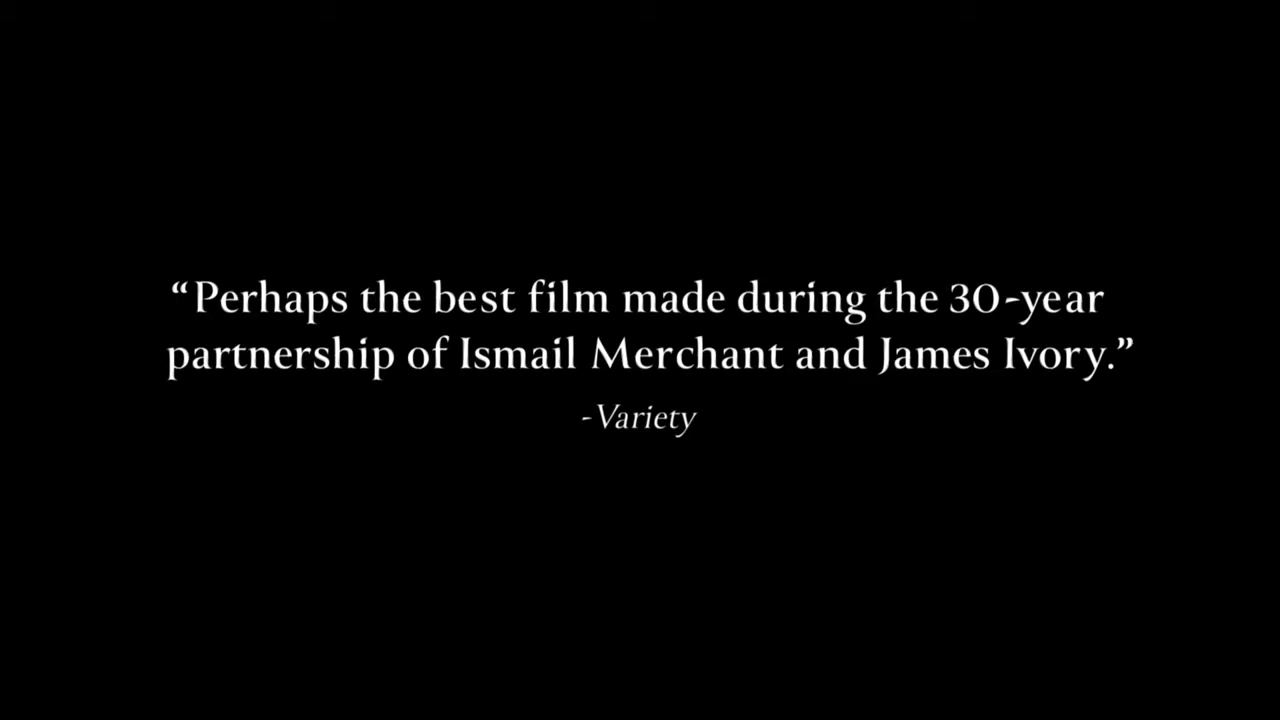 “Perhaps the best film made during the 30-year
partnership of Ismail Merchant and James Ivory.”
-Variety